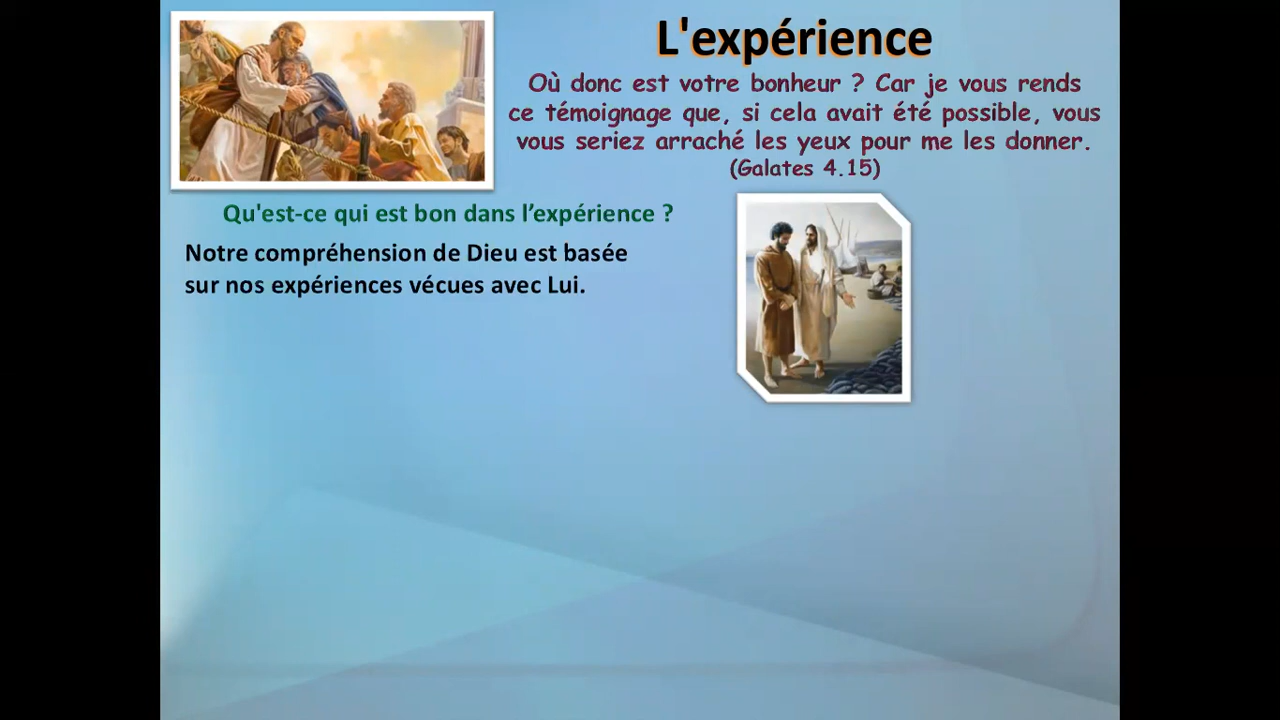 L'expérience
Où donc est votre bonheur ? Car je vous rends
ce témoignage que, si cela avait été possible, vous
vous seriez arraché les yeux pour me les donner.
(Galates 4.15)
Qu'est-ce qui est bon dans l’expérience ?
Notre compréhension de Dieu est basée
sur nos expériences vécues avec Lui.